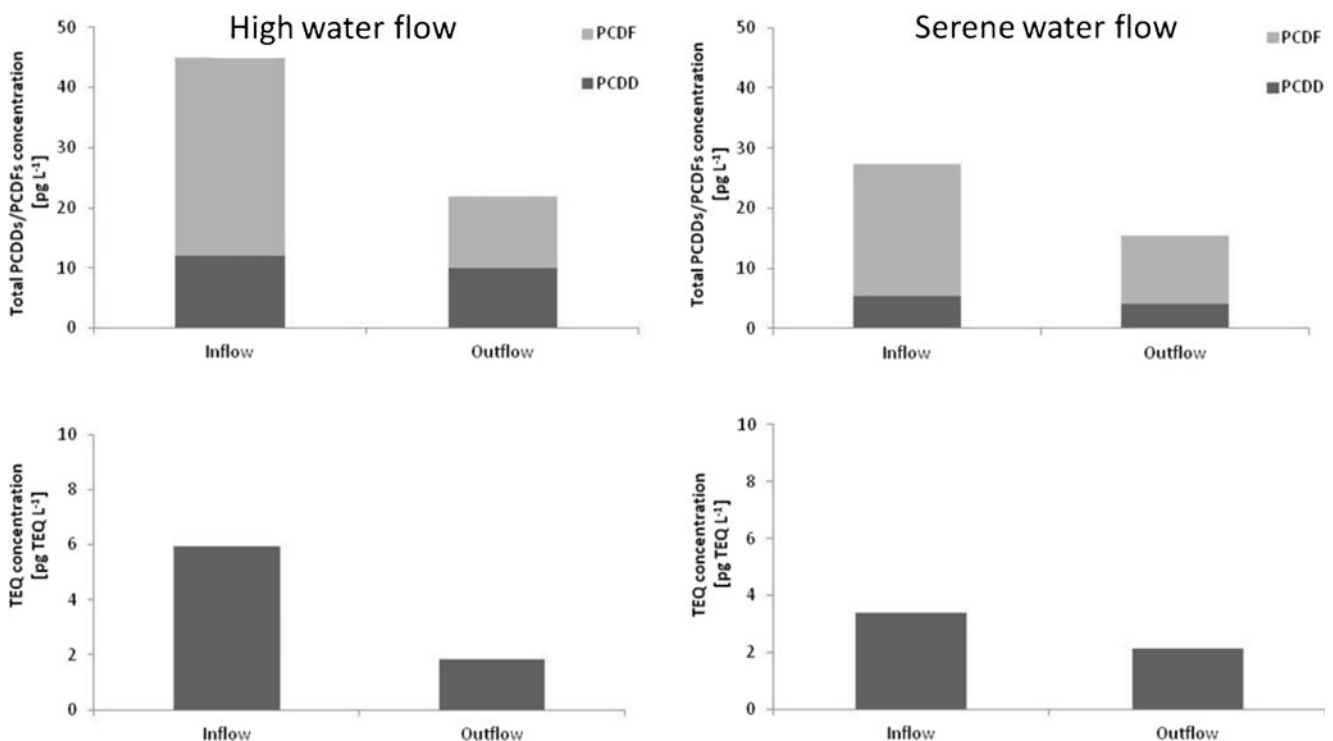 High water flow
Total PCDDs/PCDFs concentration
[pg L-1]
50
40
30
20
10
0
PCDF
PCDD
Inflow
Outflow
Serene water flow
Total PCDDs/PCDFs concentration
[pg L-1]
50
40
30
20
10
0
PCDF
PCDD
Inflow
Outflow
TEQ concentration
[pg TEQ L-1]
10
8
6
4
2
0
Inflow
Outflow
TEQ concentration
[pg TEQ L-1]
10
8
6
4
2
0
Inflow
Outflow